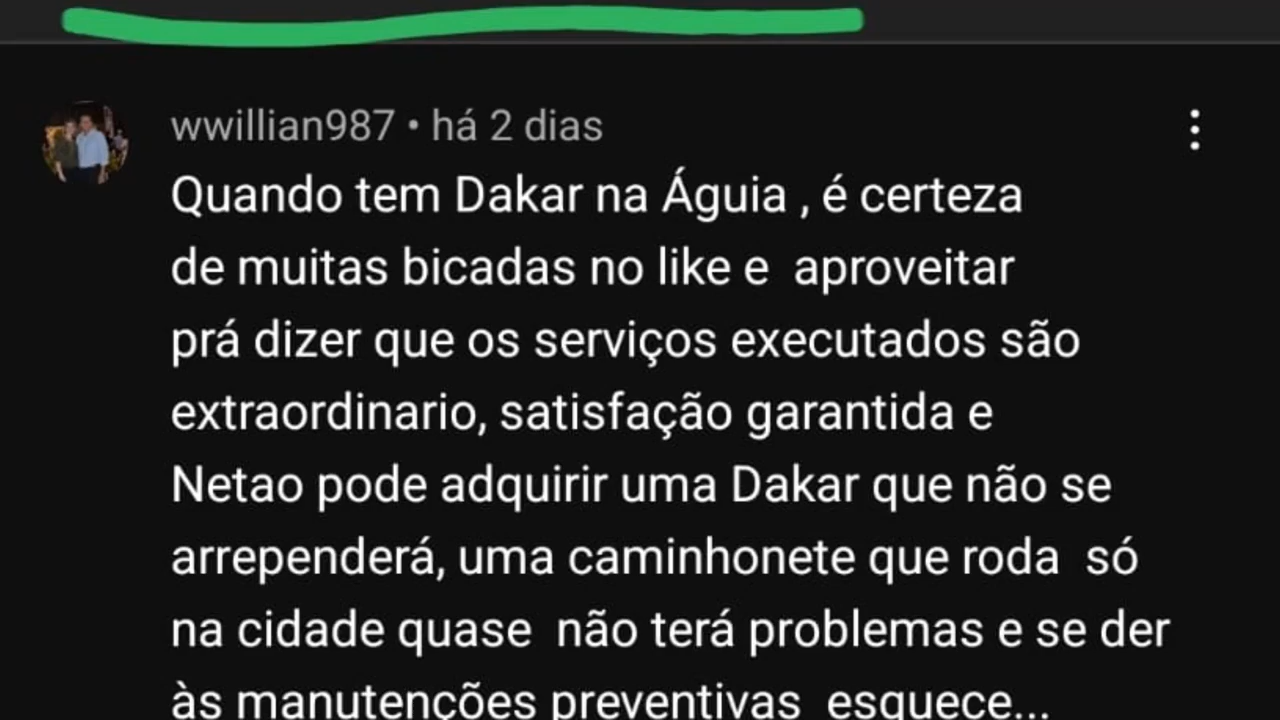 wwillian987 • há 2 dias
Quando tem Dakar na Águia , é certeza
de muitas bicadas no like e aproveitar
prá dizer que os serviços executados são
extraordinario, satisfação garantida e
Netao pode adquirir uma Dakar que não se
arrependerá, uma caminhonete que roda só
na cidade quase não terá problemas e se der
às manutenções preventivas esquece...